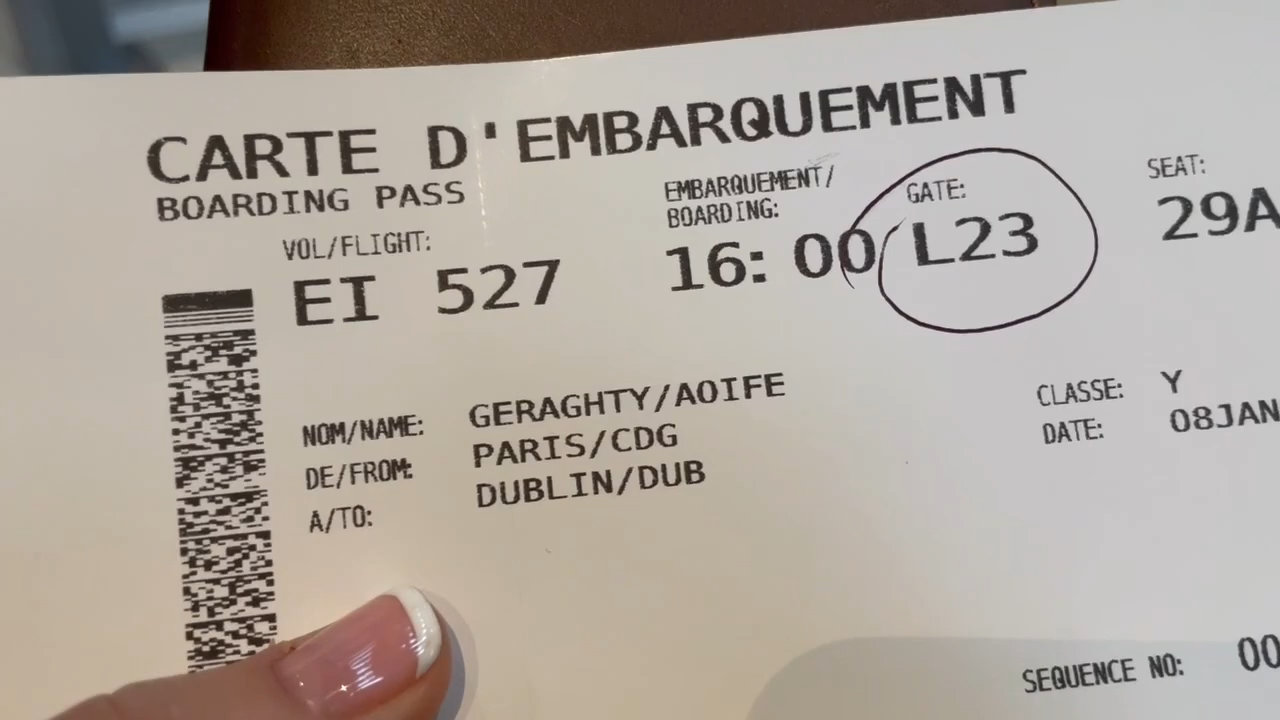 CARTE D'EMBARQUEMENT
BOARDING PASS
VOL/FLIGHT:
EI 527
EMBARQUEMENT/
BOARDING:
16:00
GATE:
L23
SEAT:
29A
NOM/NAME: GERAGHTY/AOIFE
DE/FROM: PARIS/CDG
A/TO: DUBLIN/DUB
CLASSE: Y
DATE: 08JAN
SEQUENCE NO: 00